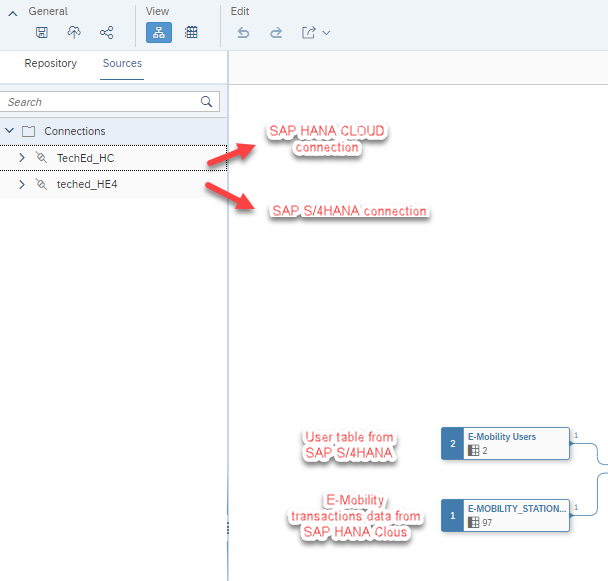 General
View
Edit
Repository
Sources
Search
Connections
TechEd_HC
teched_HE4
SAP HANA CLOUD
connection
SAP S/4HANA connection
User table from
SAP S/4HANA
2
E-Mobility Users
2
1
E-Mobility
transactions data from
SAP HANA Clous
1
E-MOBILITY_STATION...
97
1